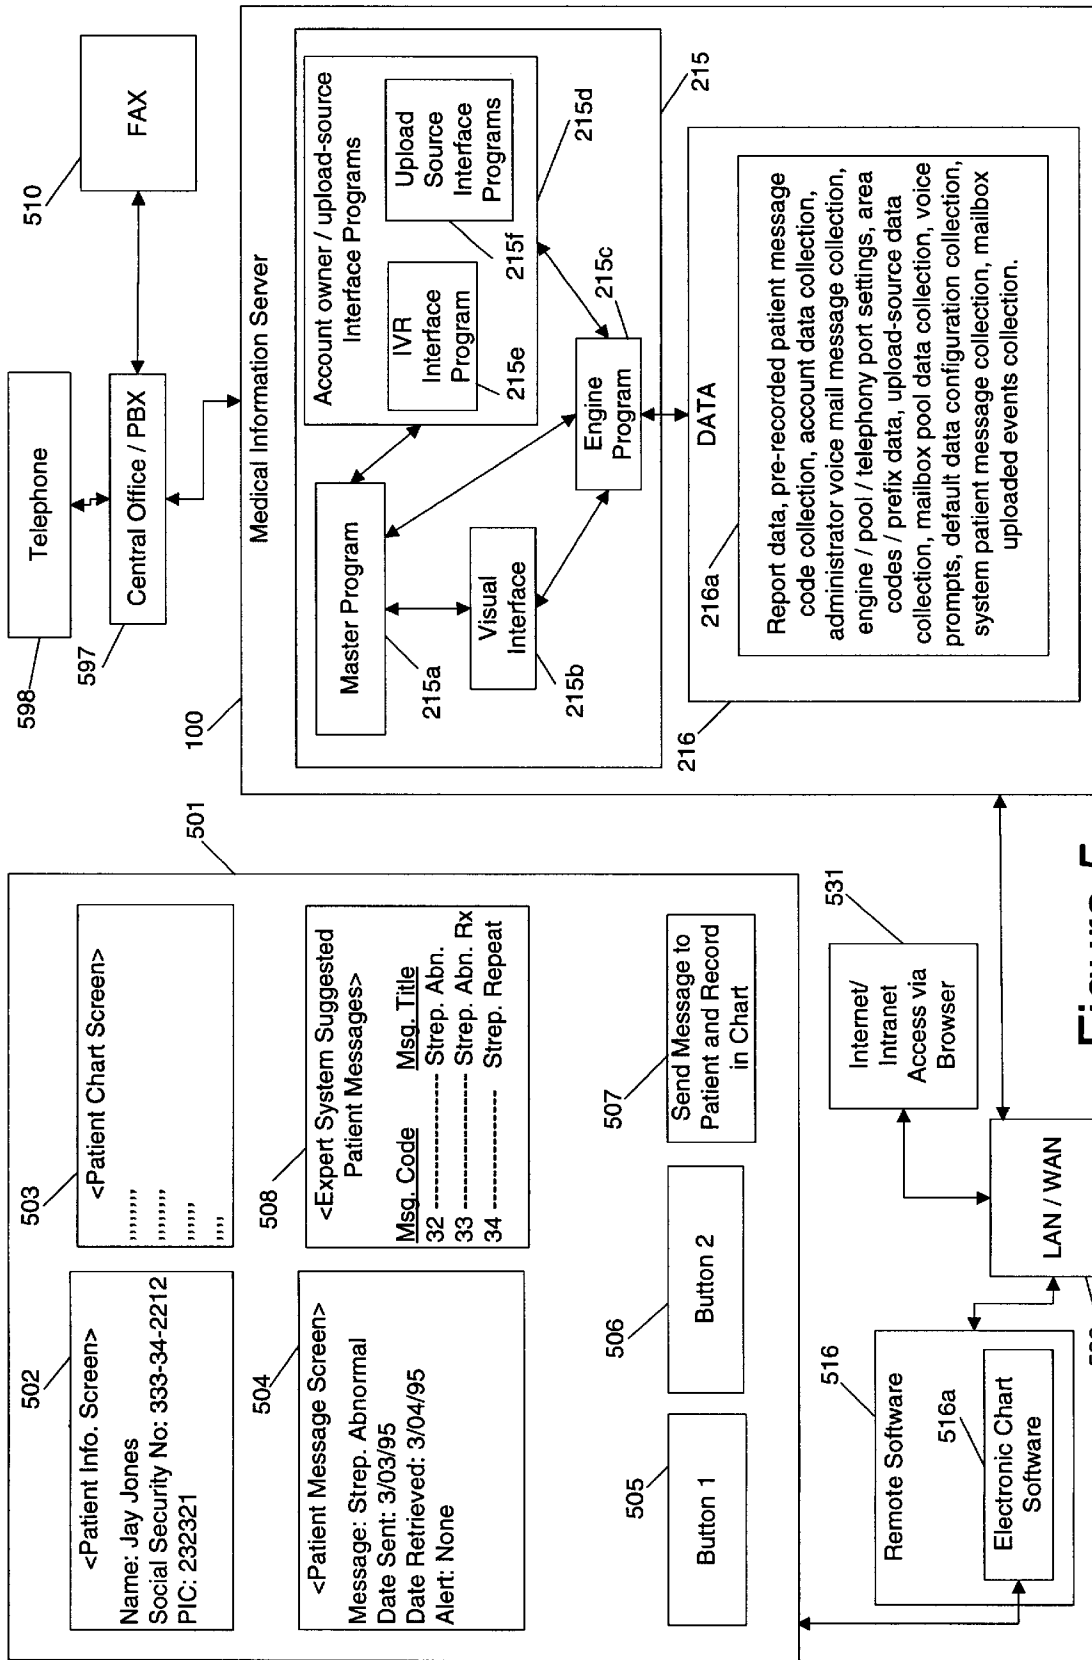 501
502
<Patient Info. Screen>
Name: Jay Jones
Social Security No: 333-34-2212
PIC: 232321
503
<Patient Chart Screen>
,,,,,,,,,
,,,,,,,,
,,,,,,
,,,,
504
<Patient Message Screen>
Message: Strep. Abnormal
Date Sent: 3/03/95
Date Retrieved: 3/04/95
Alert: None
508
<Expert System Suggested
Patient Messages>
Msg. Code Msg. Title
32 ---------------- Strep. Abn.
33 ---------------- Strep. Abn. Rx
34 ------------- Strep. Repeat
505
Button 1
506
Button 2
507
Send Message to
Patient and Record
in Chart
516
Remote Software
516a
Electronic Chart
Software
LAN / WAN
531
Internet/
Intranet
Access via
Browser
598
Telephone
597
Central Office / PBX
510
FAX
100
Medical Information Server
Account owner / upload-source
Interface Programs
Master Program
215a
IVR
Interface
Program
215e
Upload
Source
Interface
Programs
215f
215d
Visual
Interface
215b
Engine
Program
215c
215
216
DATA
216a
Report data, pre-recorded patient message
code collection, account data collection,
administrator voice mail message collection,
engine / pool / telephony port settings, area
codes / prefix data, upload-source data
collection, mailbox pool data collection, voice
prompts, default data configuration collection,
system patient message collection, mailbox
uploaded events collection.
Figure 5